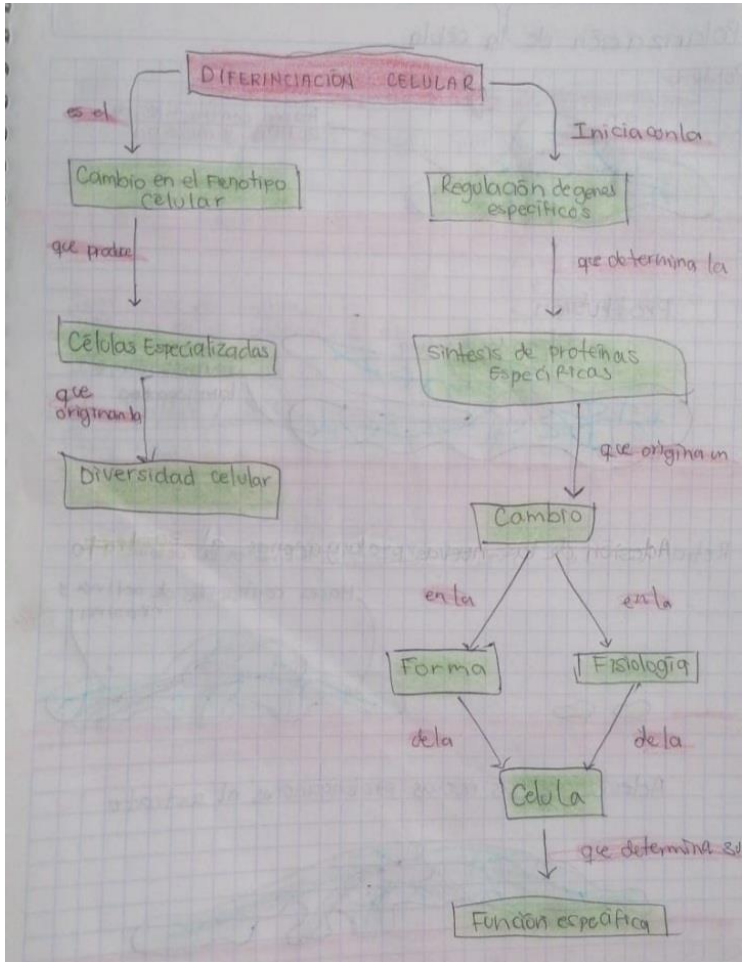 DIFERINCIACIÓN CELULAR
es el
Inicia con la
Cambio en el Fenotipo
Celular
Regulación de genes
específicos
que produce
que determina la
Células Especializadas
Síntesis de proteínas
Específicas
que
originan la
que origina un
Diversidad celular
Cambio
en la
en la
Forma
Fisiología
de la
de la
Celula
que determina su
Función específica